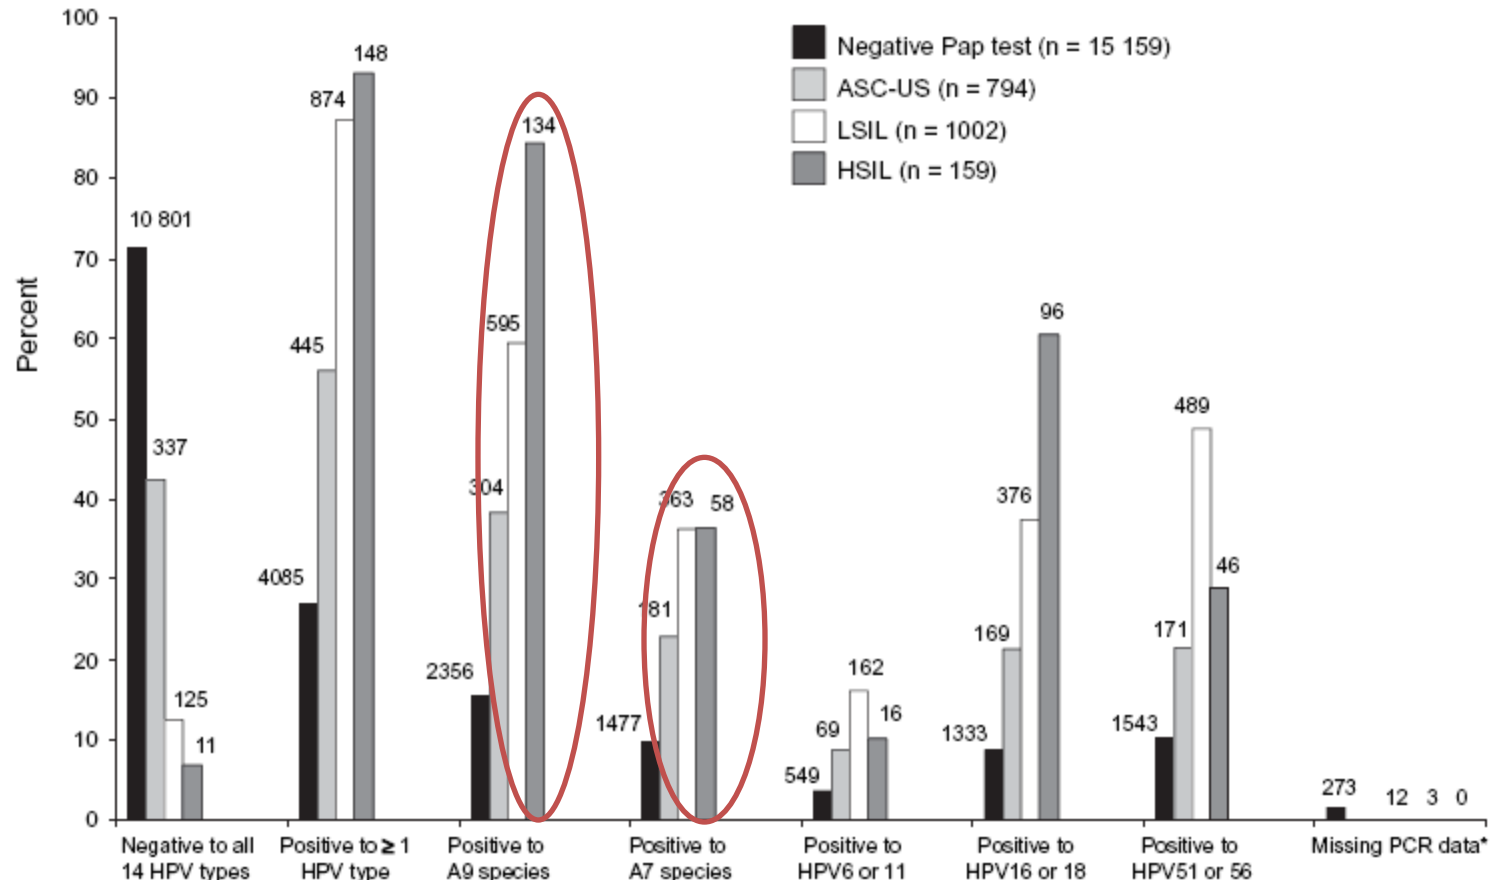 100
90
80
70
60
50
40
30
20
10
0
Percent
Negative Pap test (n = 15 159)
ASC-US (n = 794)
LSIL (n = 1002)
HSIL (n = 159)
10 801
337
125
11
4085
445
874
148
2356
304
595
134
1477
181
363
58
549
69
162
16
1333
169
376
96
1543
171
489
46
273
12
3
0
Negative to all
14 HPV types
Positive to ≥ 1
HPV type
Positive to
A9 species
Positive to
A7 species
Positive to
HPV6 or 11
Positive to
HPV16 or 18
Positive to
HPV51 or 56
Missing PCR data*